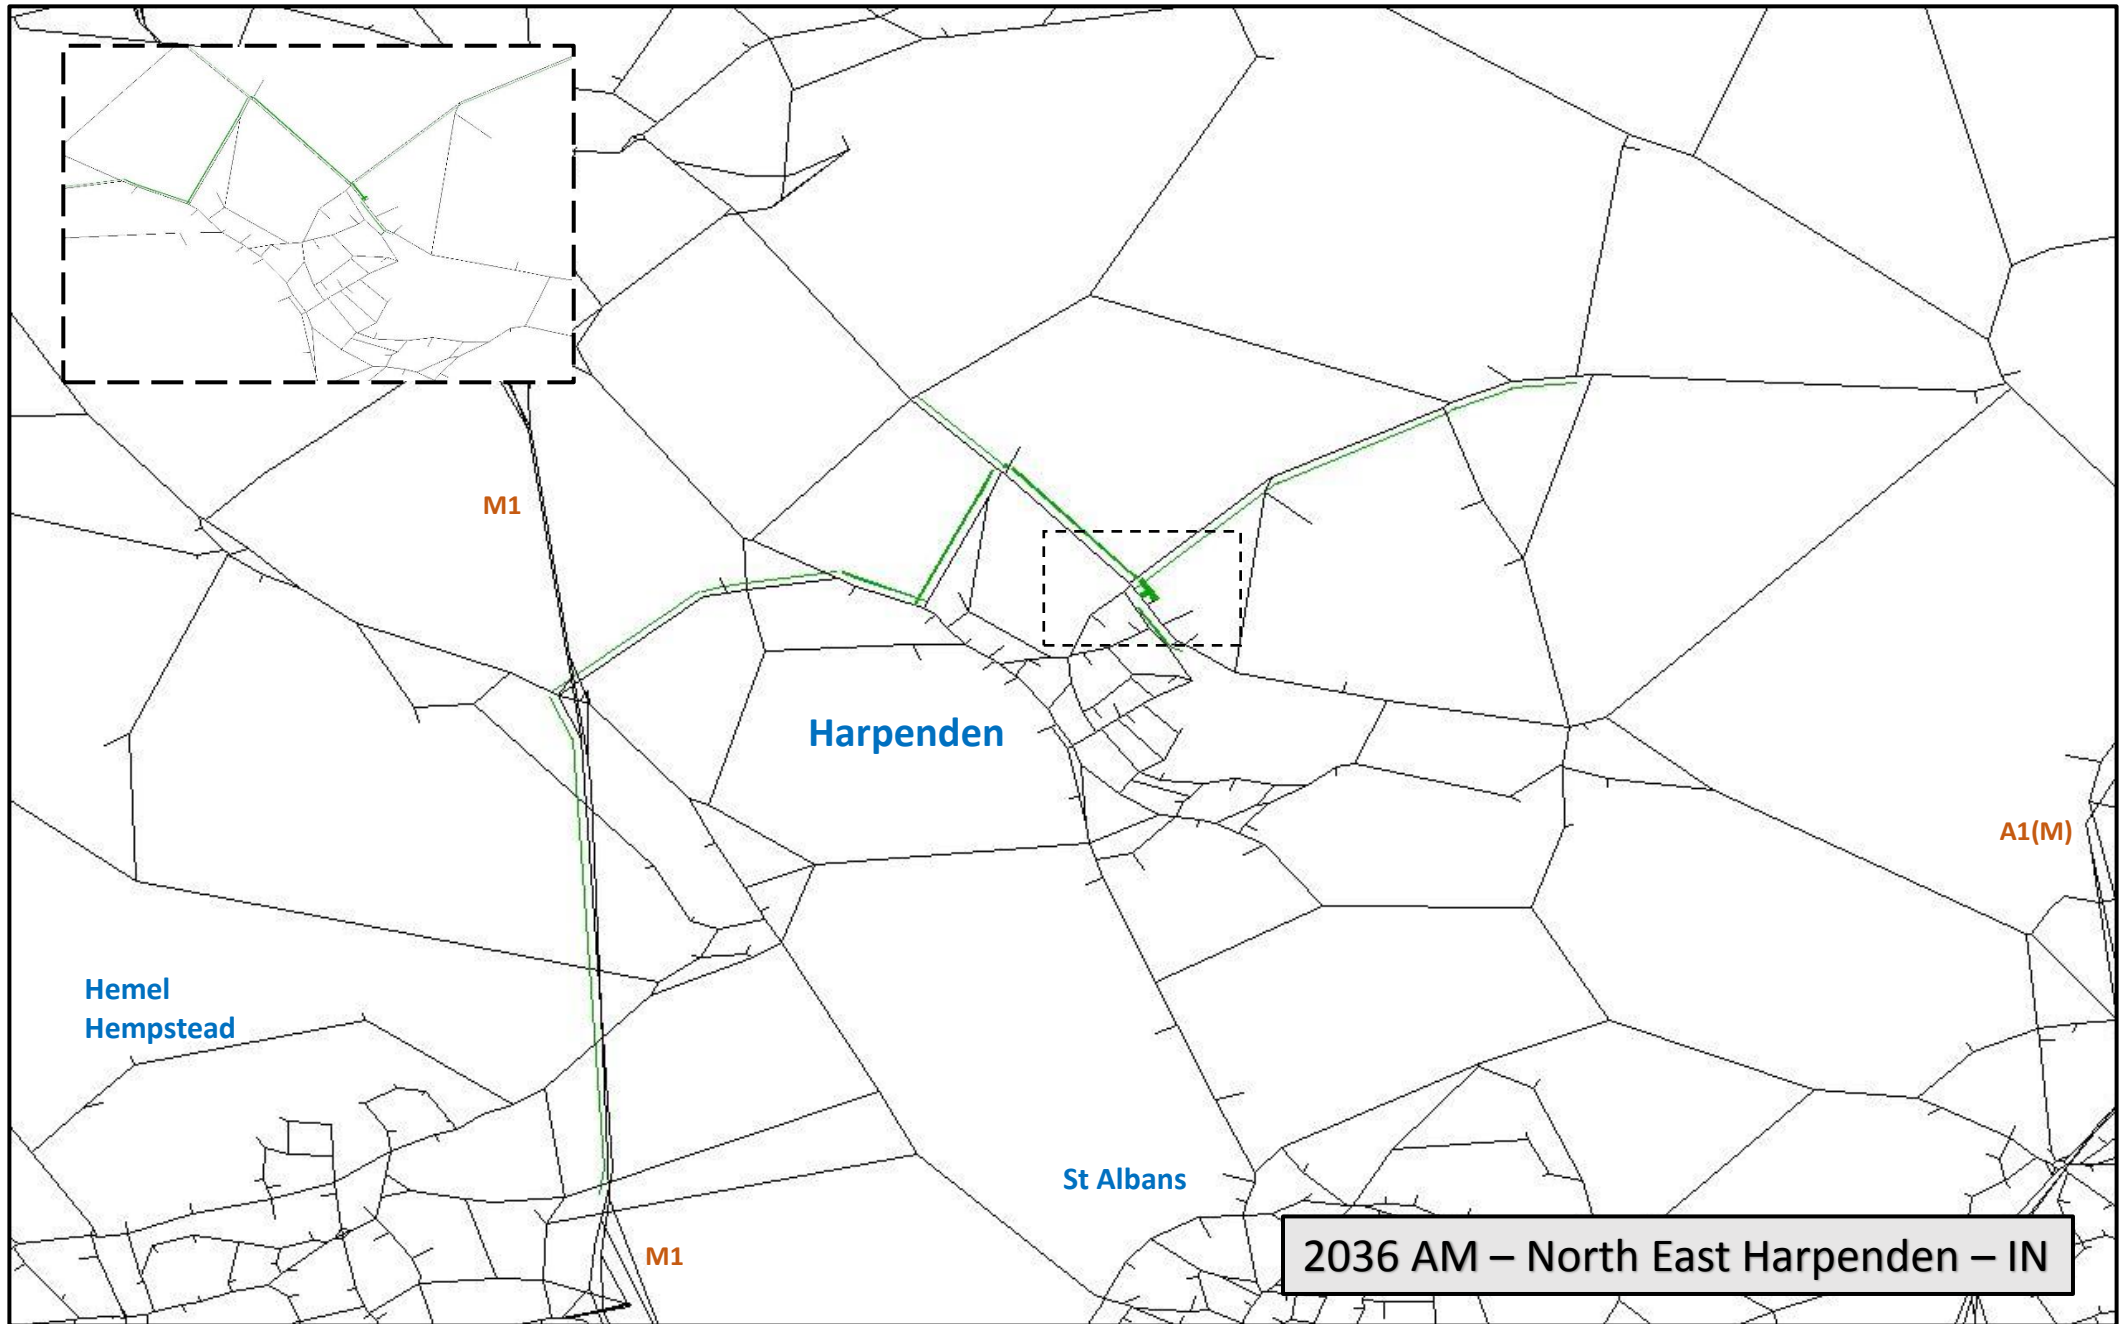 M1
Harpenden
A1(M)
Hemel
Hempstead
St Albans
M1
2036 AM – North East Harpenden – IN